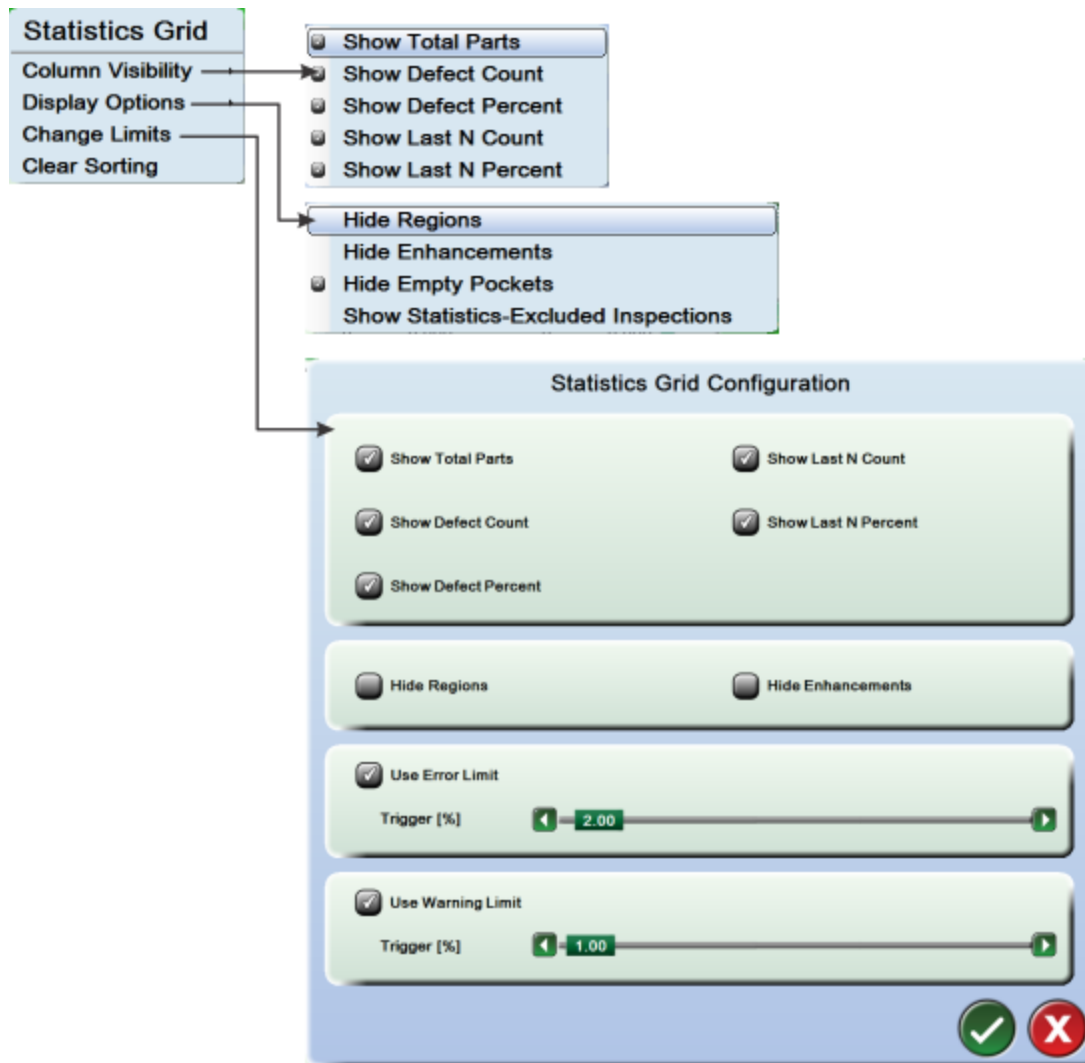 Statistics Grid
Column Visibility
Display Options
Change Limits
Clear Sorting
Show Total Parts
Show Defect Count
Show Defect Percent
Show Last N Count
Show Last N Percent
Hide Regions
Hide Enhancements
Hide Empty Pockets
Show Statistics-Excluded Inspections
Statistics Grid Configuration
Show Total Parts
Show Last N Count
Show Defect Count
Show Last N Percent
Show Defect Percent
Hide Regions
Hide Enhancements
Use Error Limit
Trigger [%]
2.00
Use Warning Limit
Trigger [%]
1.00